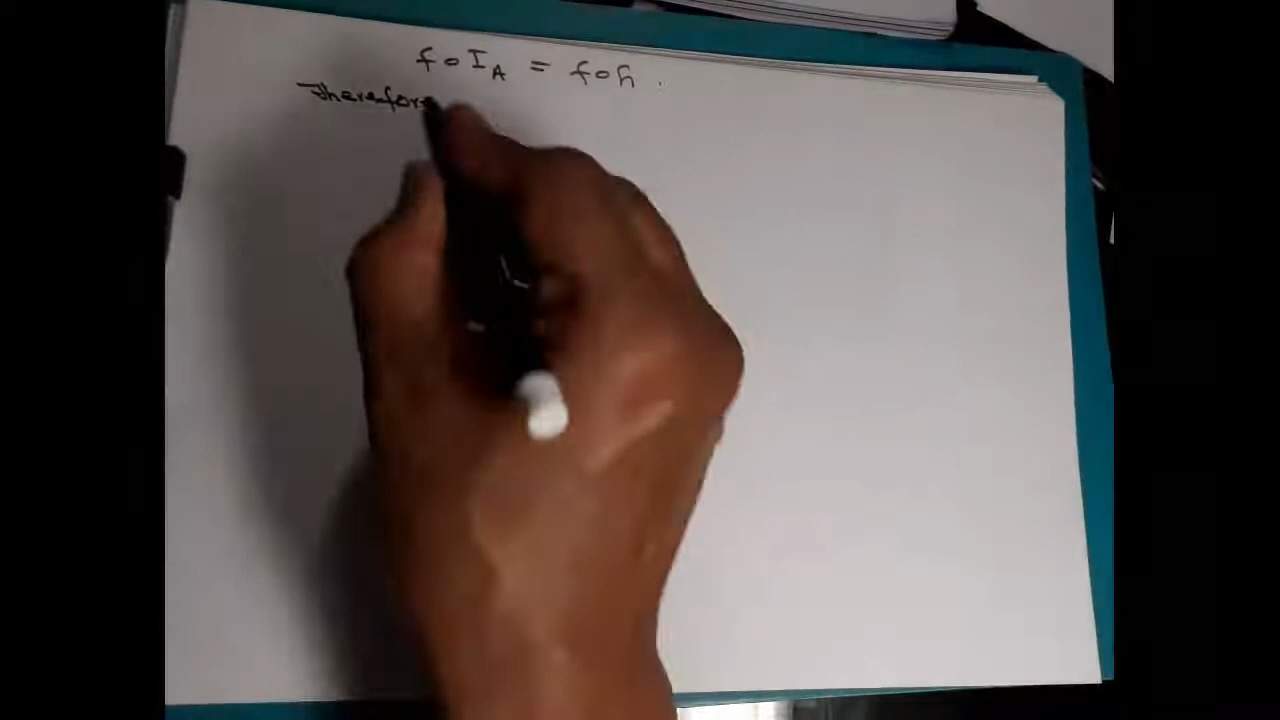 f o I_A = f o h .
Therefore